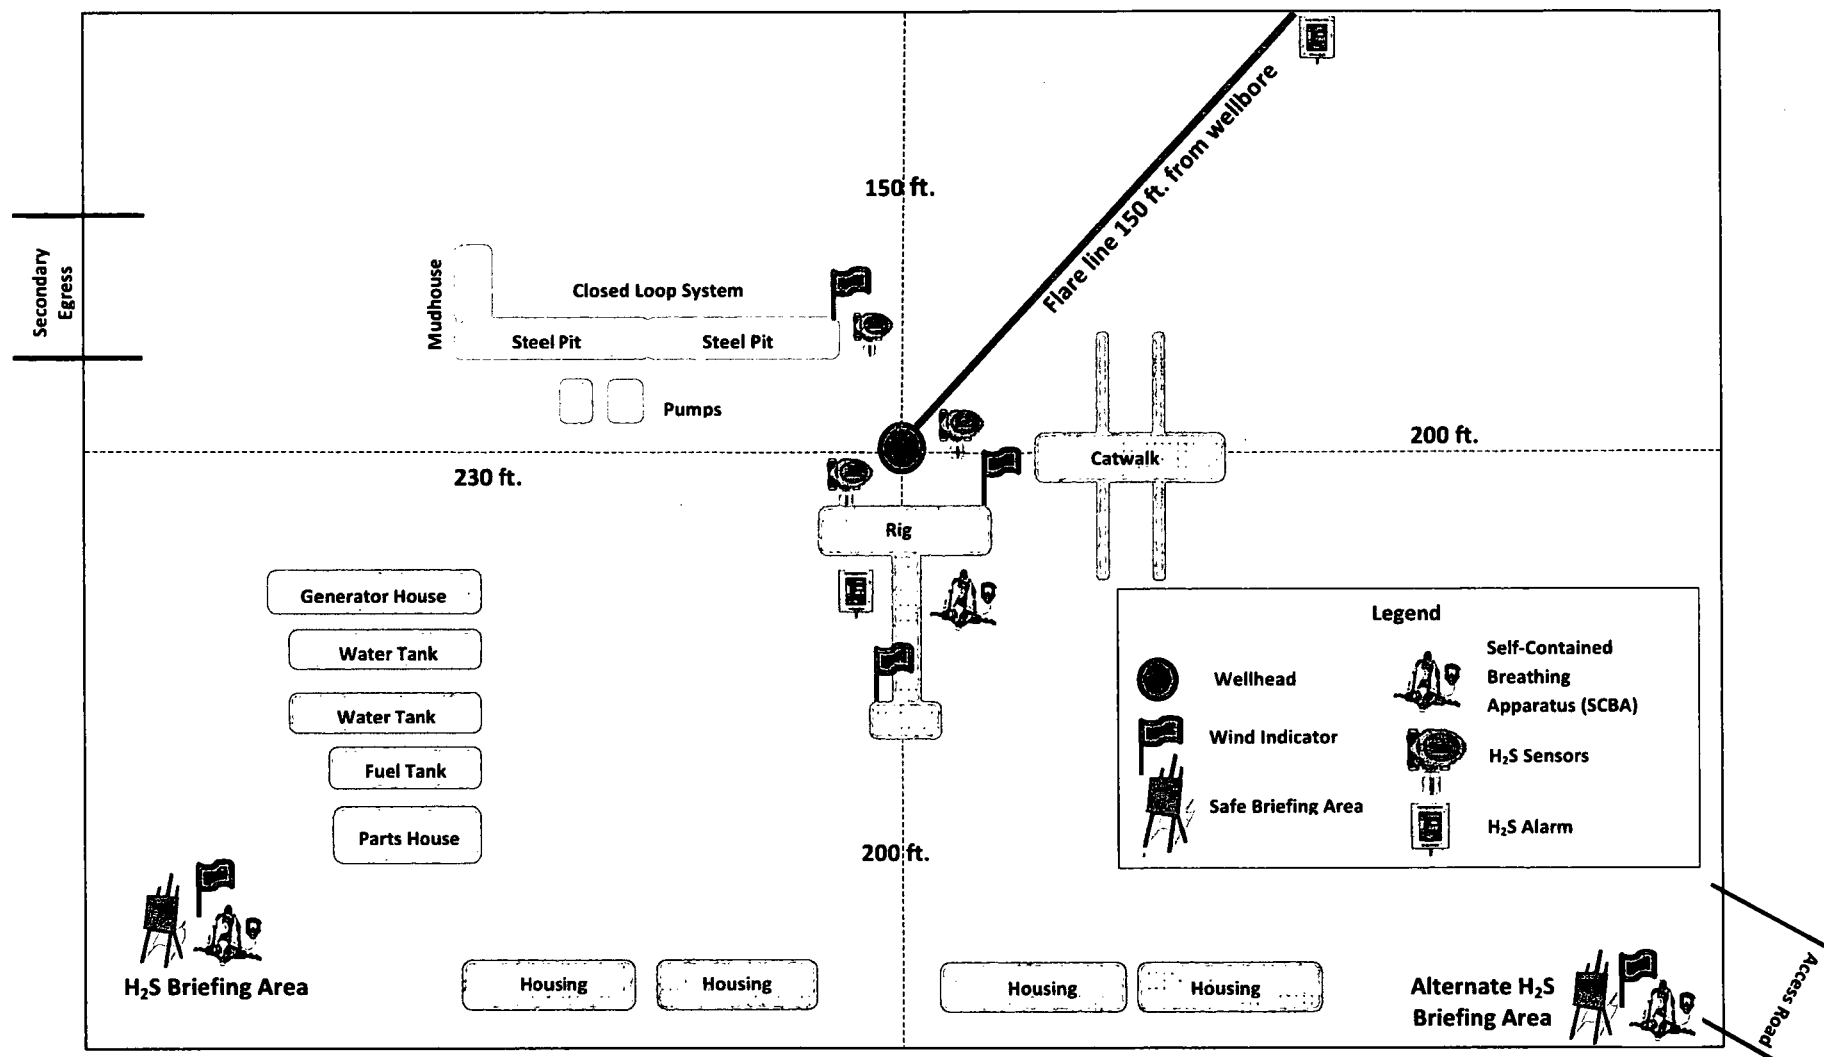 150 ft.
Flare line 150 ft. from wellbore
Secondary
Egress
Mudhouse
Closed Loop System
Steel Pit
Steel Pit
Pumps
200 ft.
Catwalk
230 ft.
Rig
Generator House
Water Tank
Water Tank
Fuel Tank
Parts House
Legend
Wellhead
Self-Contained
Breathing
Apparatus (SCBA)
Wind Indicator
H₂S Sensors
Safe Briefing Area
H₂S Alarm
200 ft.
H₂S Briefing Area
Housing
Housing
Housing
Housing
Alternate H₂S
Briefing Area
Access Road